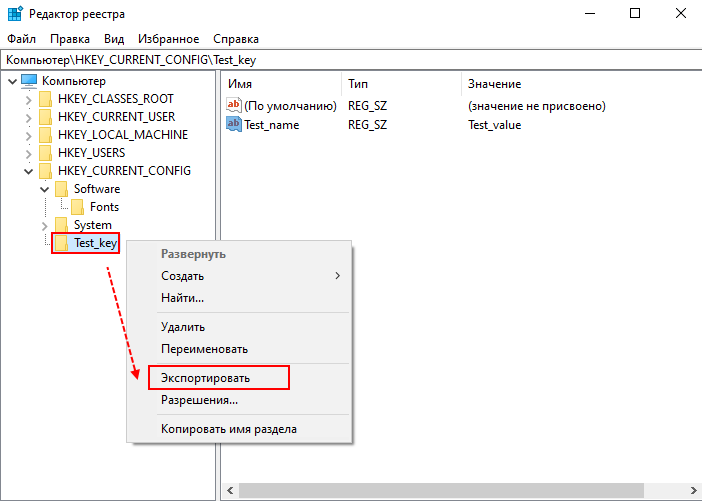 Редактор реестра
Файл Правка Вид Избранное Справка
Компьютер\HKEY_CURRENT_CONFIG\Test_key
Компьютер
HKEY_CLASSES_ROOT
HKEY_CURRENT_USER
HKEY_LOCAL_MACHINE
HKEY_USERS
HKEY_CURRENT_CONFIG
Software
Fonts
System
Test_key
Имя Тип Значение
ab (По умолчанию) REG_SZ (значение не присвоено)
ab Test_name REG_SZ Test_value
Развернуть
Создать
Найти...
Удалить
Переименовать
Экспортировать
Разрешения...
Копировать имя раздела